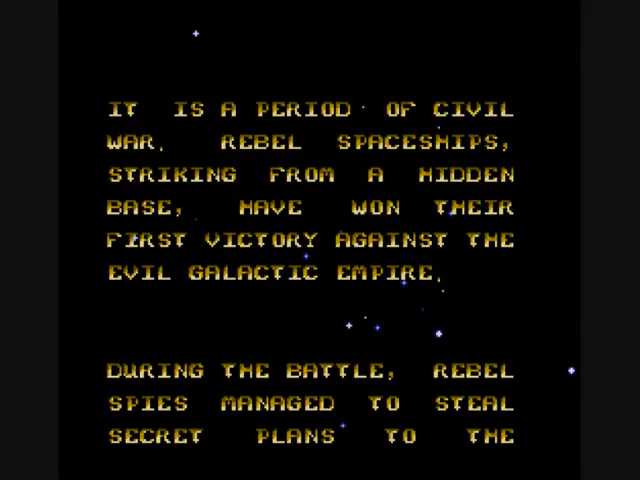 IT IS A PERIOD OF CIVIL
WAR. REBEL SPACESHIPS,
STRIKING FROM A HIDDEN
BASE, HAVE WON THEIR
FIRST VICTORY AGAINST THE
EVIL GALACTIC EMPIRE.
DURING THE BATTLE, REBEL
SPIES MANAGED TO STEAL
SECRET PLANS TO THE